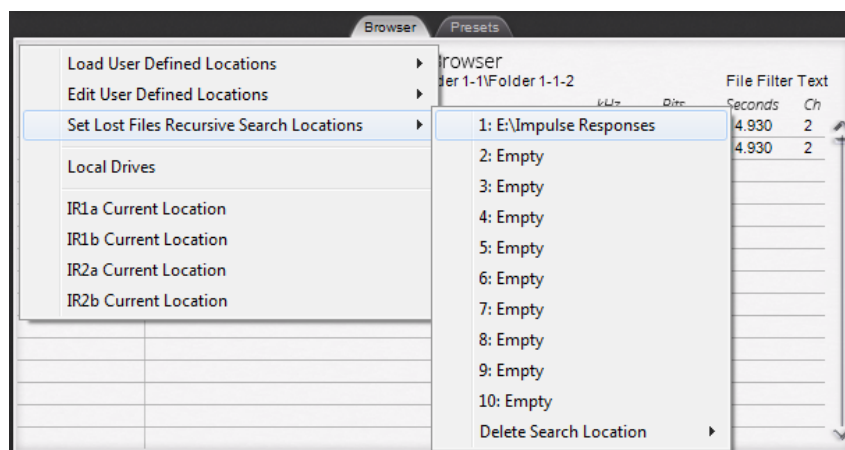 Browser Presets
Load User Defined Locations
Edit User Defined Locations
Set Lost Files Recursive Search Locations
Local Drives
IR1a Current Location
IR1b Current Location
IR2a Current Location
IR2b Current Location
rowser
der 1-1\Folder 1-1-2 File Filter Text
kHz Bits Seconds Ch
4.930 2
4.930 2
1: E:\Impulse Responses
2: Empty
3: Empty
4: Empty
5: Empty
6: Empty
7: Empty
8: Empty
9: Empty
10: Empty
Delete Search Location